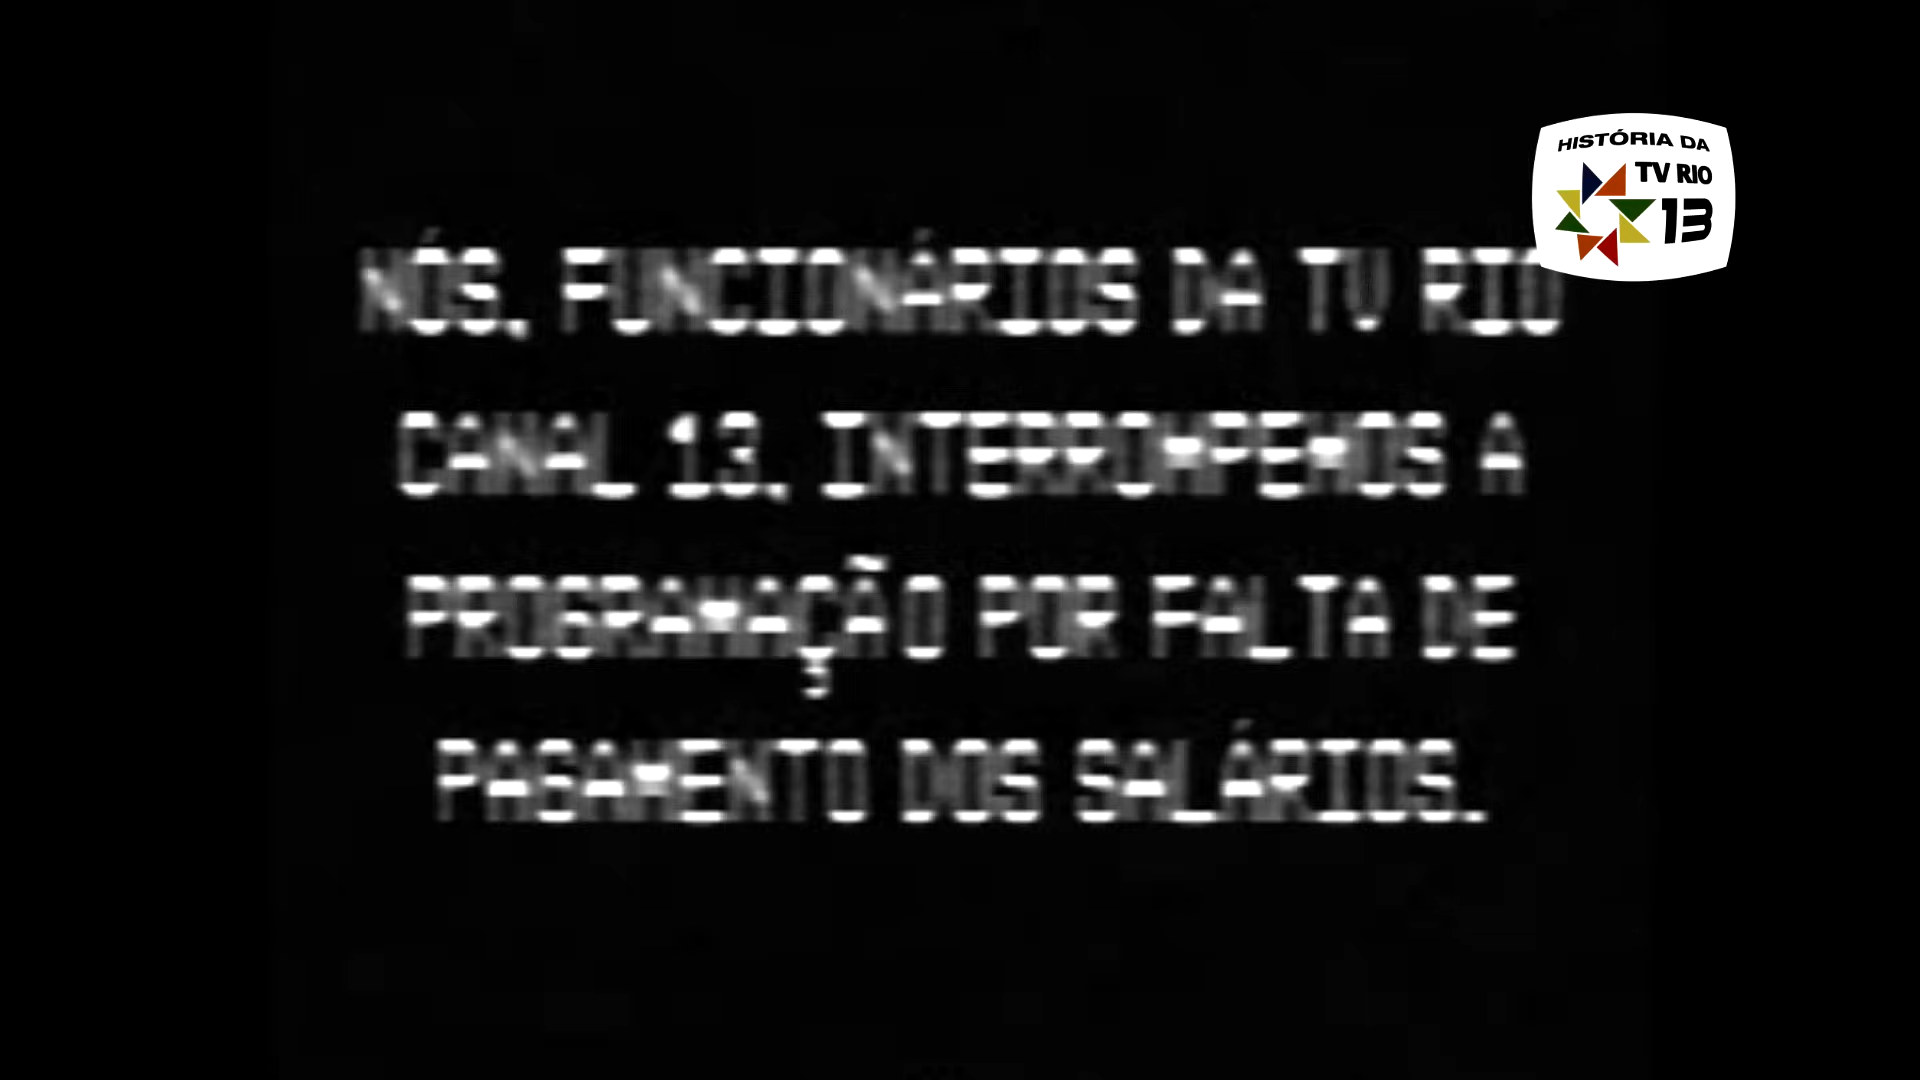 HISTÓRIA DA
TV RIO
13
NÓS, FUNCIONÁRIOS DA TV RIO
CANAL 13, INTERROMPEMOS A
PROGRAMAÇÃO POR FALTA DE
PAGAMENTO DOS SALÁRIOS.